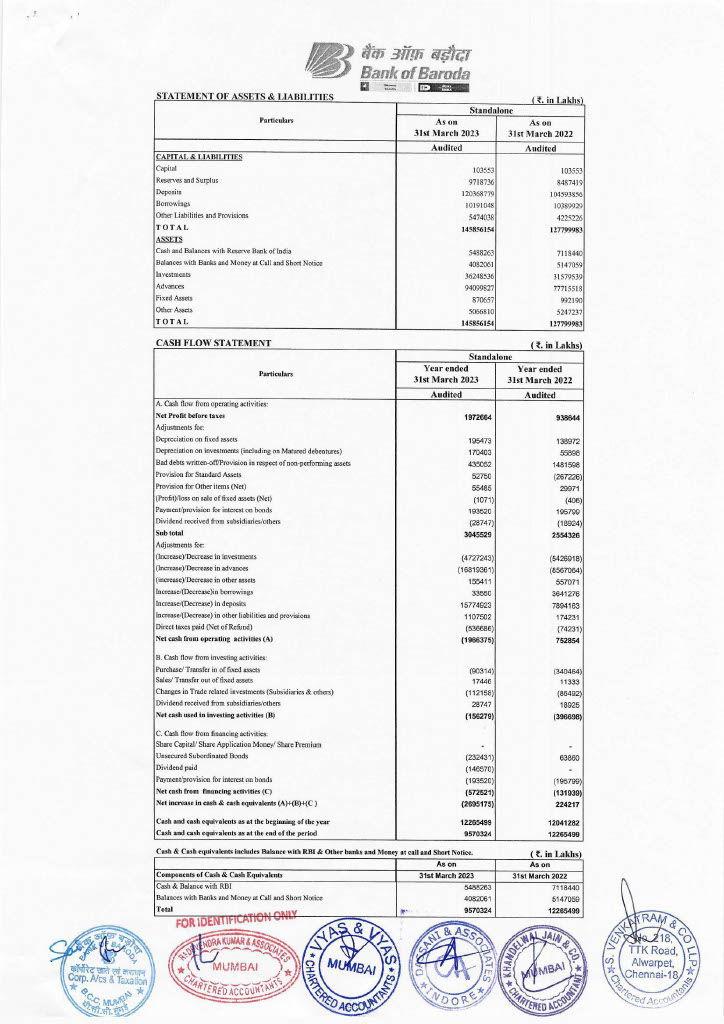 बैंक ऑफ़ बड़ौदा
Bank of Baroda
STATEMENT OF ASSETS & LIABILITIES (₹. in Lakhs)
Particulars Standalone
As on 31st March 2023 As on 31st March 2022
Audited Audited
CAPITAL & LIABILITIES
Capital 103553 103553
Reserves and Surplus 9718736 8487419
Deposits 120368779 104593856
Borrowings 10191048 10389929
Other Liabilities and Provisions 5474038 4225226
T O T A L 145856154 127799983
ASSETS
Cash and Balances with Reserve Bank of India 5488263 7118440
Balances with Banks and Money at Call and Short Notice 4082061 5147059
Investments 36248536 31579539
Advances 94099827 77715518
Fixed Assets 870657 992190
Other Assets 5066810 5247237
T O T A L 145856154 127799983
CASH FLOW STATEMENT (₹. in Lakhs)
Particulars Standalone
Year ended 31st March 2023 Year ended 31st March 2022
Audited Audited
A. Cash flow from operating activities:
Net Profit before taxes 1972664 938644
Adjustments for:
Depreciation on fixed assets 195473 138972
Depreciation on investments (including on Matured debentures) 170403 55698
Bad debts written-off/Provision in respect of non-performing assets 435052 1481598
Provision for Standard Assets 52750 (267226)
Provision for Other items (Net) 55485 29971
(Profit)/loss on sale of fixed assets (Net) (1071) (406)
Payment/provision for interest on bonds 193520 195799
Dividend received from subsidiaries/others (28747) (18924)
Sub total 3045529 2554326
Adjustments for:
(Increase)/Decrease in investments (4727243) (5426918)
(Increase)/Decrease in advances (16819361) (8567064)
(increase)/Decrease in other assets 155411 557071
Increase/(Decrease)in borrowings 33550 3641276
Increase/(Decrease) in deposits 15774923 7894163
Increase/(Decrease) in other liabilities and provisions 1107502 174231
Direct taxes paid (Net of Refund) (536686) (74231)
Net cash from operating activities (A) (1966375) 752854
B. Cash flow from investing activities:
Purchase/ Transfer in of fixed assets (90314) (340464)
Sales/ Transfer out of fixed assets 17446 11333
Changes in Trade related investments (Subsidiaries & others) (112158) (86492)
Dividend received from subsidiaries/others 28747 18925
Net cash used in investing activities (B) (156279) (396698)
C. Cash flow from financing activities:
Share Capital/ Share Application Money/ Share Premium - -
Unsecured Subordinated Bonds (232431) 63860
Dividend paid (146570) -
Payment/provision for interest on bonds (193520) (195799)
Net cash from financing activities (C) (572521) (131939)
Net increase in cash & cash equivalents (A)+(B)+(C ) (2695175) 224217
Cash and cash equivalents as at the beginning of the year 12265499 12041282
Cash and cash equivalents as at the end of the period 9570324 12265499
Cash & Cash equivalents includes Balance with RBI & Other banks and Money at call and Short Notice. (₹. in Lakhs)
As on As on
Components of Cash & Cash Equivalents 31st March 2023 31st March 2022
Cash & Balance with RBI 5488263 7118440
Balances with Banks and Money at Call and Short Notice 4082061 5147059
Total 9570324 12265499
FOR IDENTIFICATION ONLY
बैंक ऑफ़ बड़ौदा
BANK OF BARODA
कॉर्पोरेट खाते एवं कराधान
Corp. A/cs & Taxation
B.C.C. MUMBAI
बी.सी.सी. मुंबई
KUMAR & ASSOCIATES
MUMBAI
CHARTERED ACCOUNTANTS
VYAS & VYAS
MUMBAI
CHARTERED ACCOUNTANTS
& ASSOCIATES
INDORE
KHANDELWAL JAIN & CO.
MUMBAI
CHARTERED ACCOUNTANTS
S. VENKATRAM & CO LLP
218,
TTK Road,
Alwarpet,
Chennai-18
Chartered Accountants